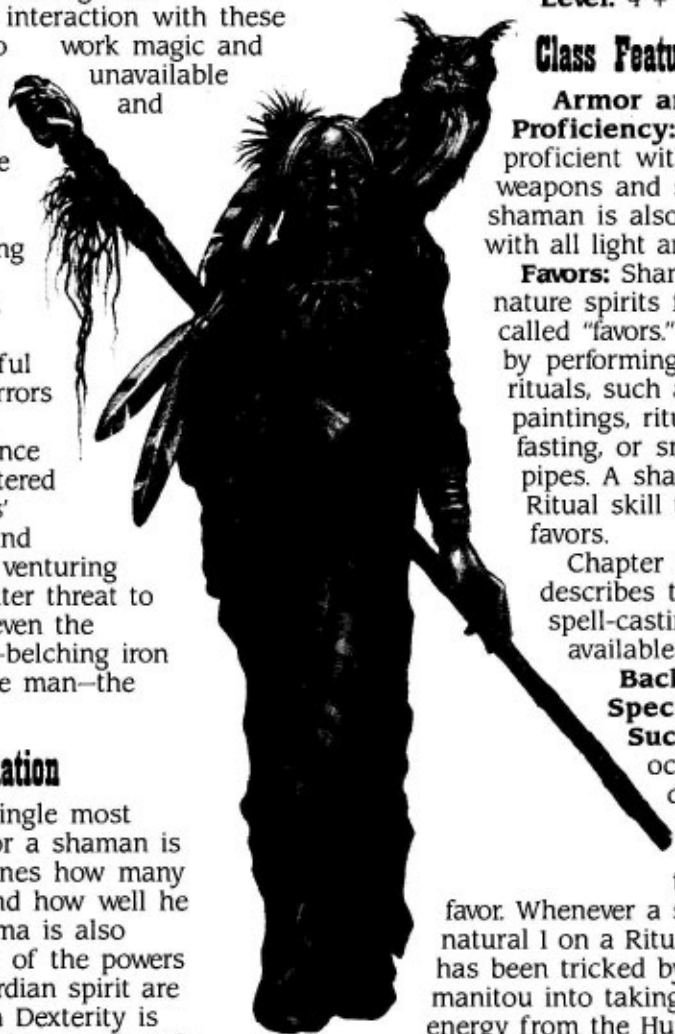 interaction with these
work magic and
unavailable
and
ng
ful
rrors
nce
tered
s'
nd
venturing
ter threat to
even the
-belching iron
e man—the
ation
ingle most
or a shaman is
nes how many
nd how well he
ma is also
of the powers
rdian spirit are
n Dexterity is
Level: 4 +
Class Featu
Armor ar
Proficiency:
proficient wit
weapons and s
shaman is also
with all light ar
Favors: Shar
nature spirits f
called "favors."
by performing
rituals, such a
paintings, ritu
fasting, or sr
pipes. A sha
Ritual skill t
favors.
Chapter
describes t
spell-castin
available
Back
Spec
Suc
oc
favor. Whenever a s
natural 1 on a Ritu
has been tricked by
manitou into taking
energy from the Hu